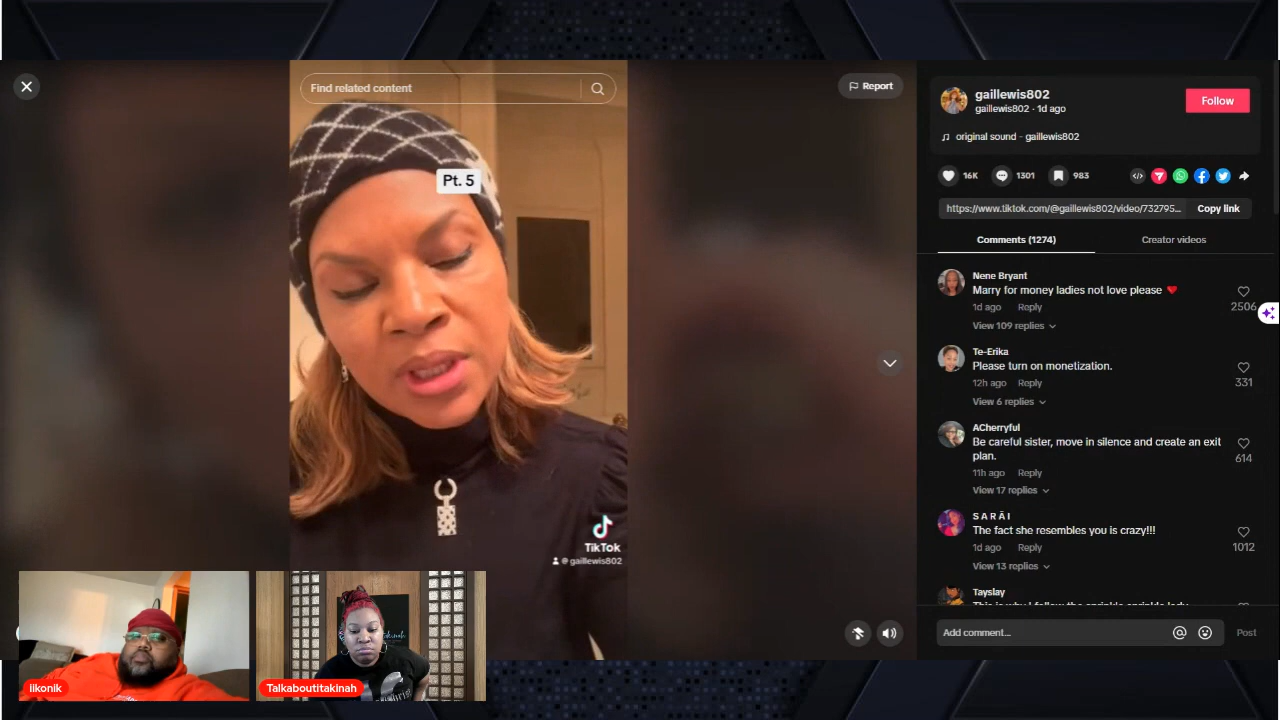 Find related content
Report
Pt. 5
TikTok
@ gaillewis802
gaillewis802
gaillewis802 · 1d ago
Follow
original sound - gaillewis802
16K
1301
983
https://www.tiktok.com/@gaillewis802/video/732795...
Copy link
Comments (1274)
Creator videos
Nene Bryant
Marry for money ladies not love please
1d ago Reply
2506
View 109 replies
Te-Erika
Please turn on monetization.
12h ago Reply
331
View 6 replies
ACherryful
Be careful sister, move in silence and create an exit
plan.
11h ago Reply
614
View 17 replies
S A R Ā I
The fact she resembles you is crazy!!!
1d ago Reply
1012
View 13 replies
Tayslay
Add comment...
Post
iikonik
Talkaboutitakinah